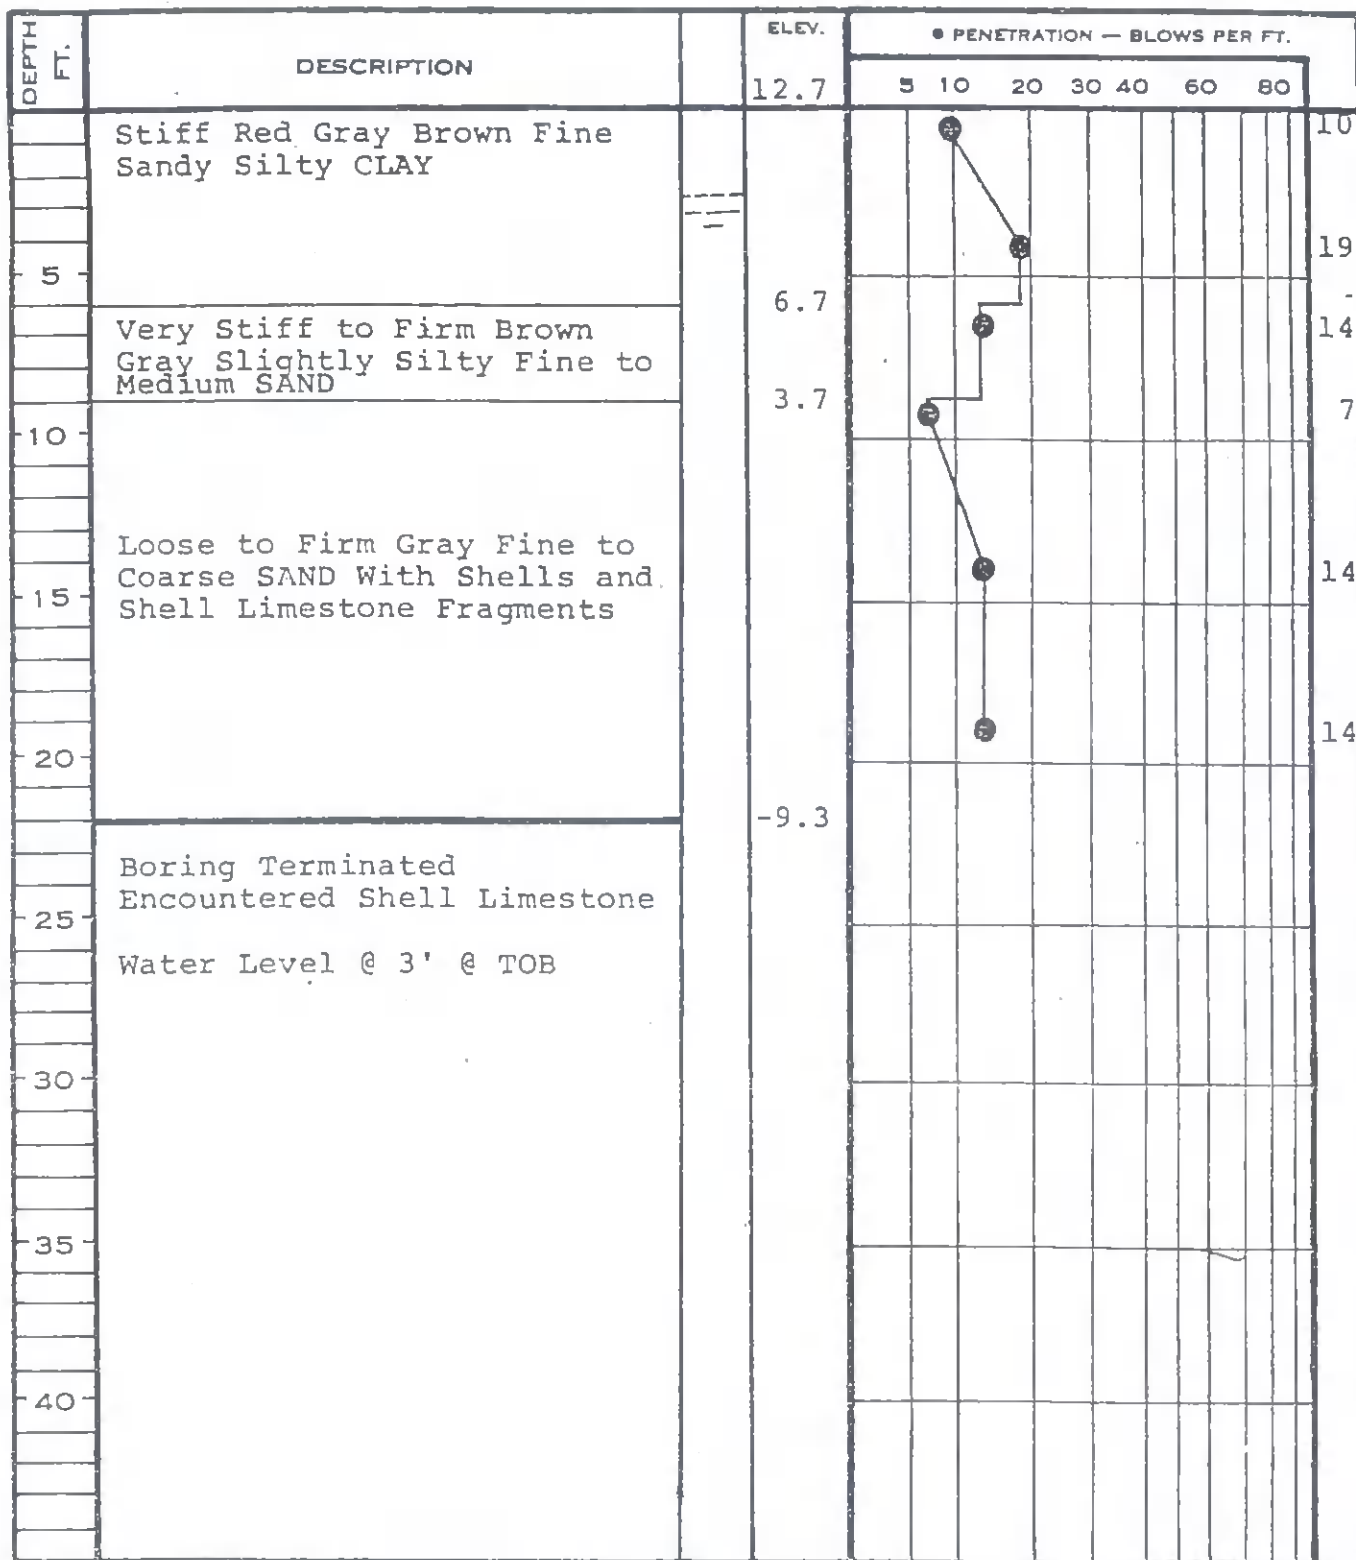 DEPTH FT.
DESCRIPTION
ELEV.
12.7
• PENETRATION — BLOWS PER FT.
5 10 20 30 40 60 80
Stiff Red Gray Brown Fine
Sandy Silty CLAY
10
19
5
6.7
-
14
Very Stiff to Firm Brown
Gray Slightly Silty Fine to
Medium SAND
3.7
7
10
Loose to Firm Gray Fine to
Coarse SAND With Shells and
Shell Limestone Fragments
14
15
14
20
-9.3
Boring Terminated
Encountered Shell Limestone
25
Water Level @ 3' @ TOB
30
35
40